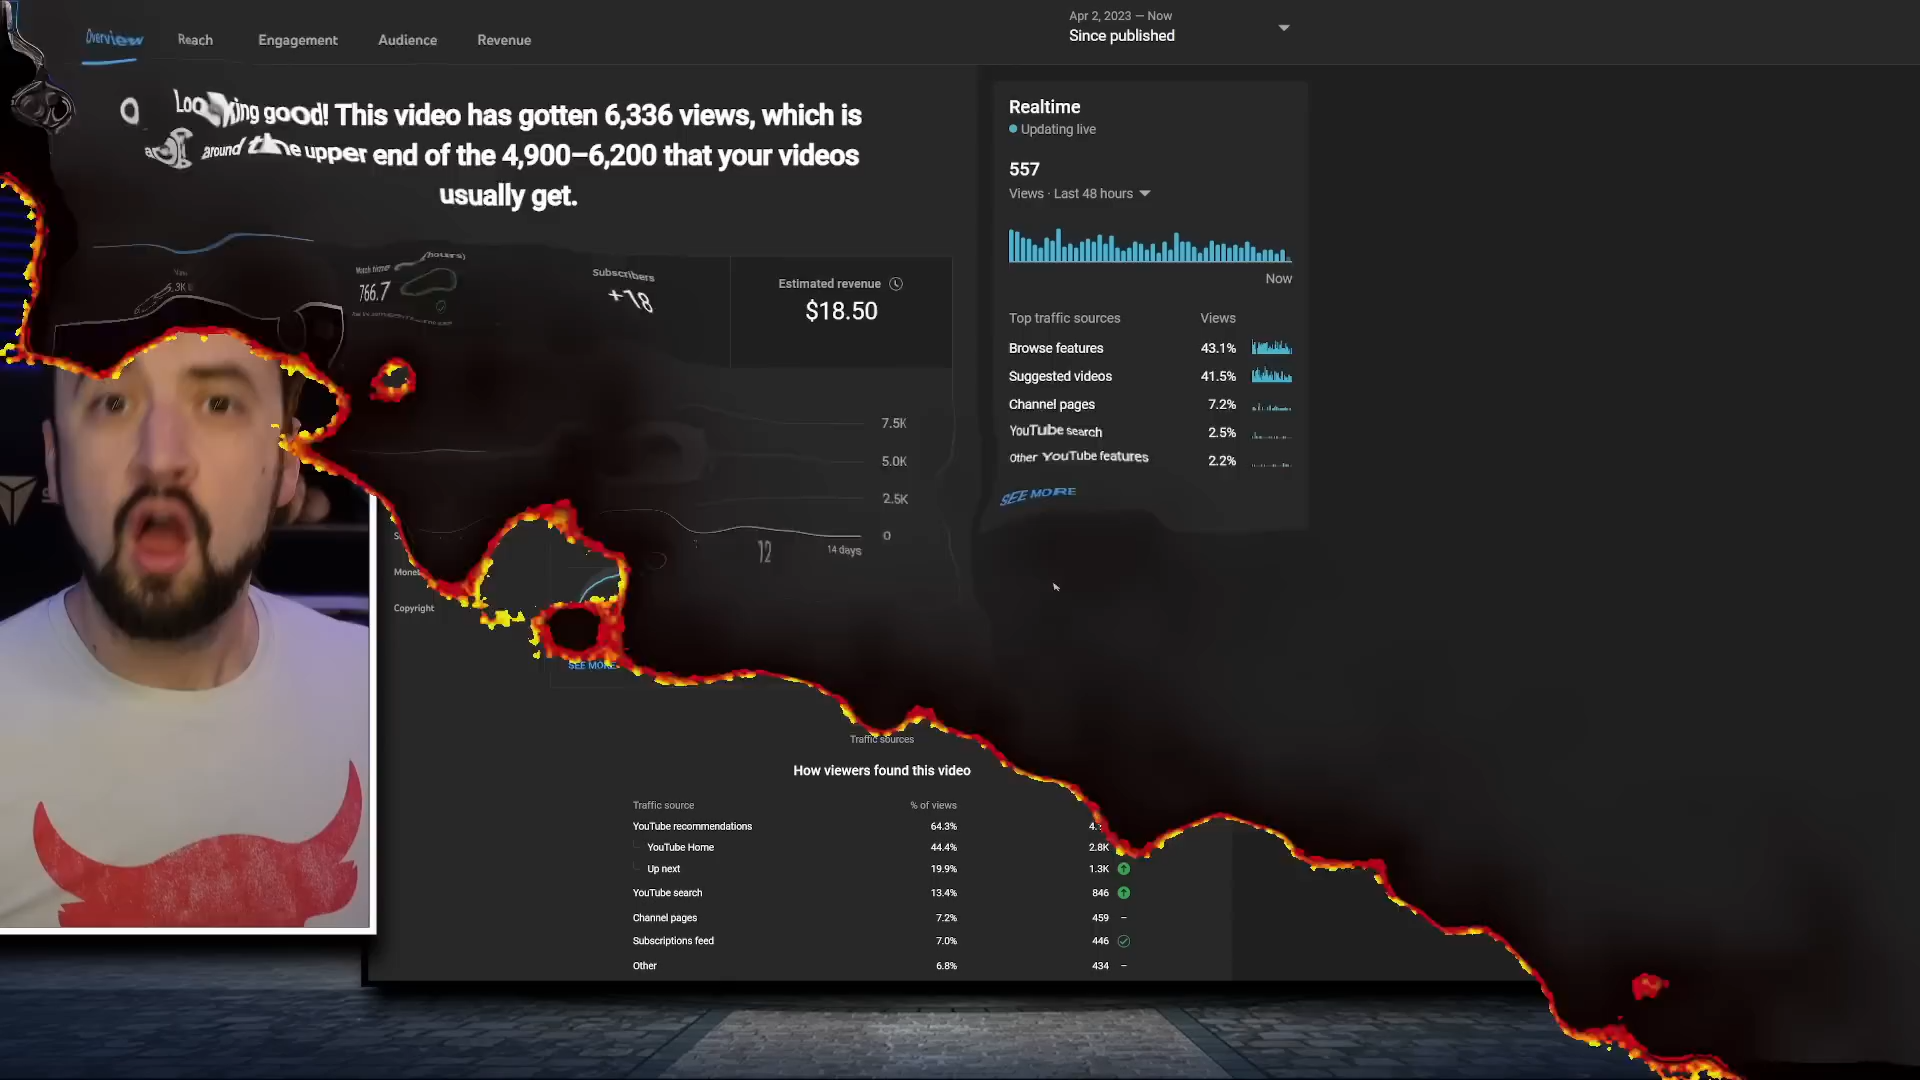 Overview Reach Engagement Audience Revenue
Apr 2, 2023 — Now
Since published
Looking good! This video has gotten 6,336 views, which is
around the upper end of the 4,900–6,200 that your videos
usually get.
Realtime
Updating live
557
Views · Last 48 hours
Now
Watch time (hours)
766.7
Subscribers
+18
Estimated revenue
$18.50
Top traffic sources Views
Browse features 43.1%
Suggested videos 41.5%
Channel pages 7.2%
YouTube search 2.5%
Other YouTube features 2.2%
SEE MORE
7.5K
5.0K
2.5K
0
12 14 days
Copyright
SEE MORE
Traffic sources
How viewers found this video
Traffic source % of views
YouTube recommendations 64.3%
YouTube Home 44.4% 2.8K
Up next 19.9% 1.3K
YouTube search 13.4% 846
Channel pages 7.2% 459 –
Subscriptions feed 7.0% 446
Other 6.8% 434 –